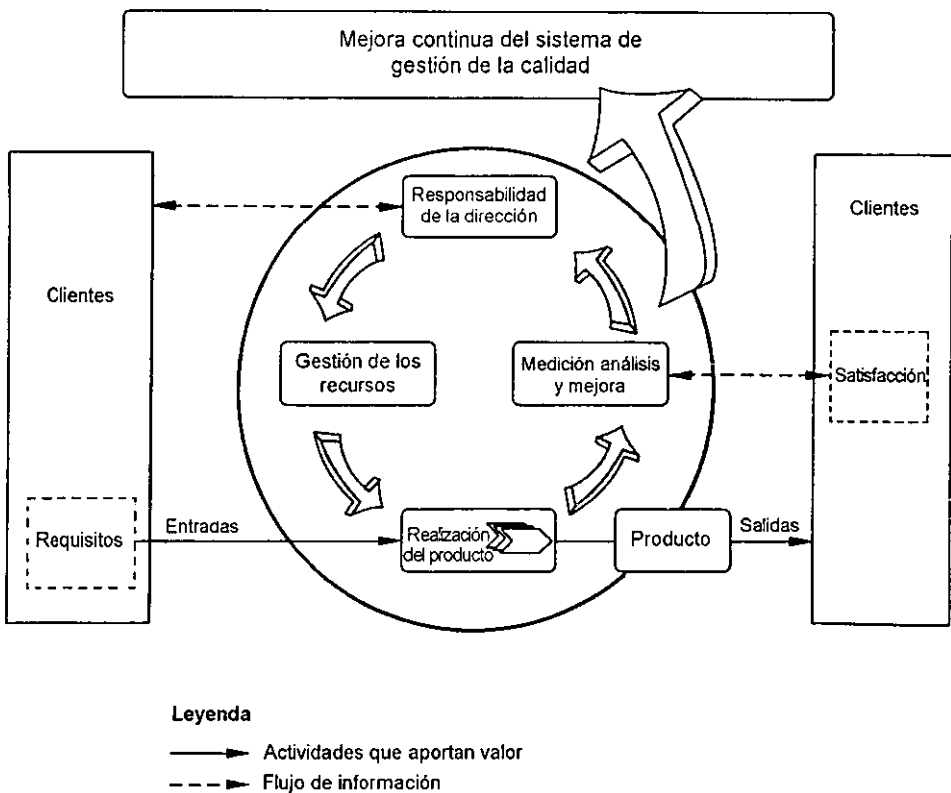 Mejora continua del sistema de
gestión de la calidad
Responsabilidad
de la dirección
Clientes
Clientes
Gestión de los
recursos
Medición análisis
y mejora
Satisfacción
Requisitos
Entradas
Realización
del producto
Producto
Salidas
Leyenda
Actividades que aportan valor
Flujo de información